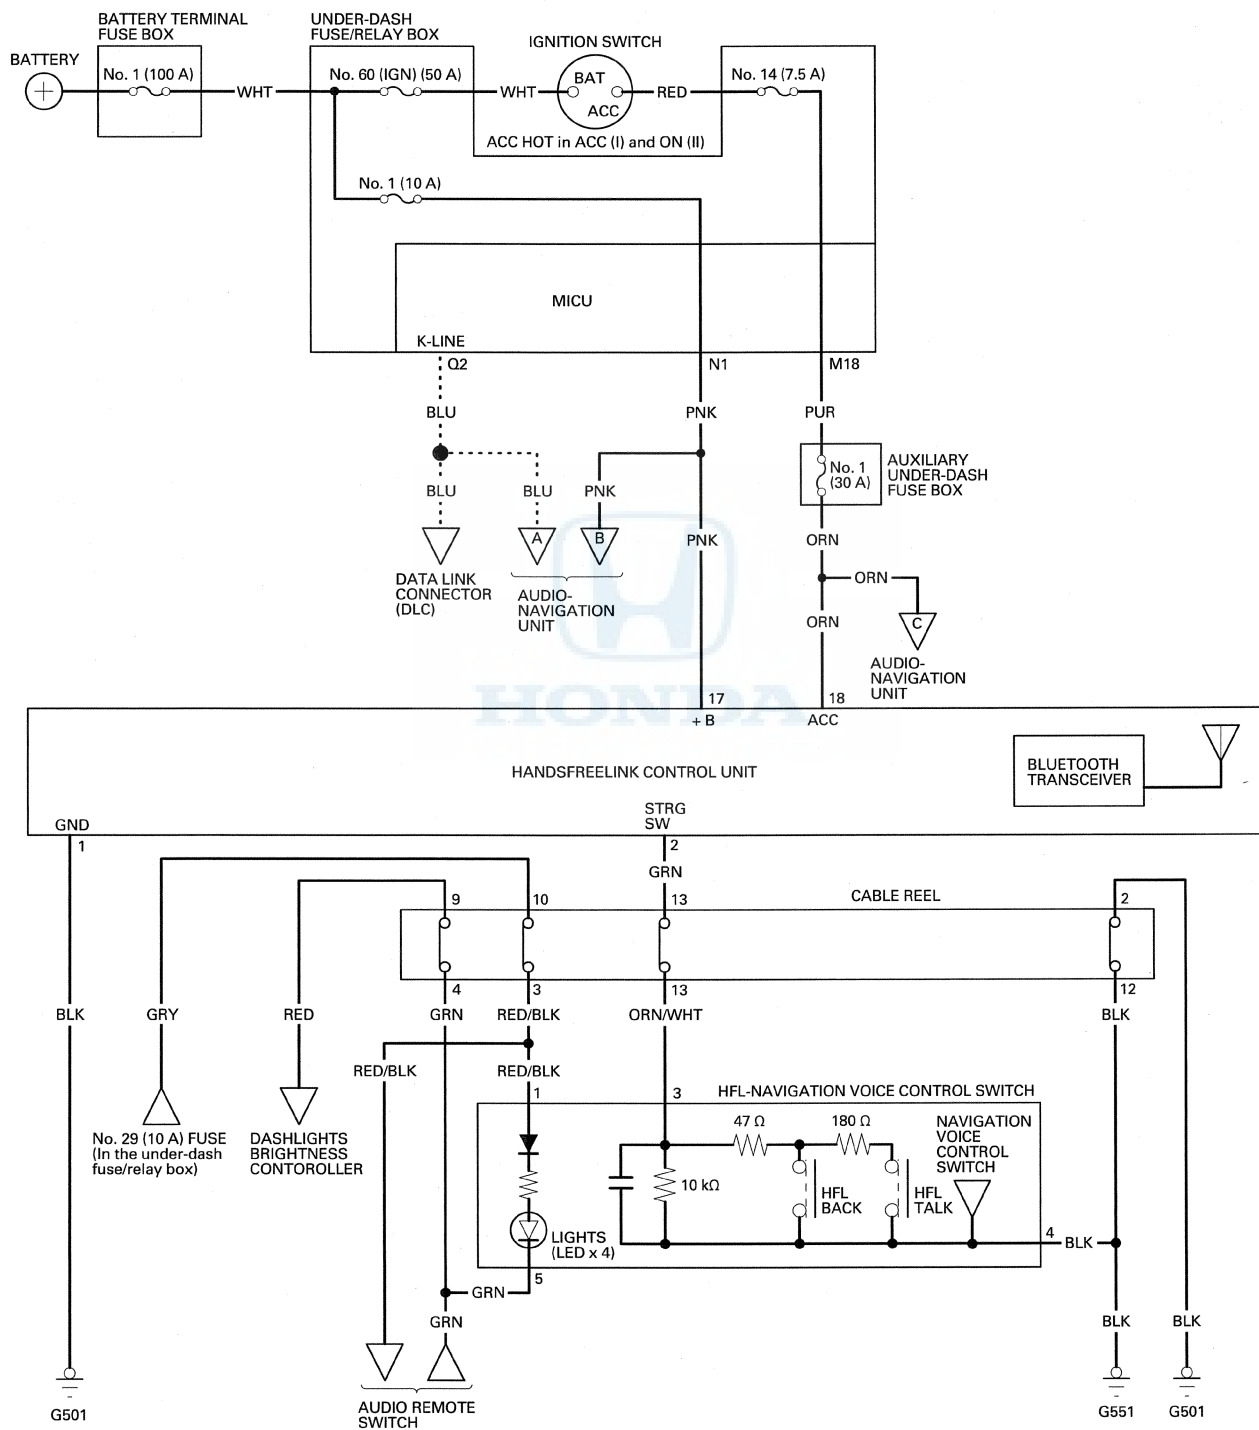 BATTERY TERMINAL
FUSE BOX
UNDER-DASH
FUSE/RELAY BOX
IGNITION SWITCH
BATTERY
No. 1 (100 A)
No. 60 (IGN) (50 A)
BAT
No. 14 (7.5 A)
WHT
WHT
RED
ACC
ACC HOT in ACC (I) and ON (II)
No. 1 (10 A)
MICU
K-LINE
Q2
N1
M18
BLU
PNK
PUR
No. 1
(30 A)
AUXILIARY
UNDER-DASH
FUSE BOX
BLU
BLU
PNK
A
B
PNK
ORN
DATA LINK
CONNECTOR
(DLC)
AUDIO-
NAVIGATION
UNIT
ORN
ORN
C
AUDIO-
NAVIGATION
UNIT
HONDA
17
18
+ B
ACC
HANDSFREELINK CONTROL UNIT
BLUETOOTH
TRANSCEIVER
GND
STRG
SW
1
2
GRN
9
10
13
CABLE REEL
2
4
3
13
12
BLK
GRY
RED
GRN
RED/BLK
ORN/WHT
BLK
RED/BLK
RED/BLK
1
3
HFL-NAVIGATION VOICE CONTROL SWITCH
No. 29 (10 A) FUSE
(In the under-dash
fuse/relay box)
DASHLIGHTS
BRIGHTNESS
CONTOROLLER
47 Ω
180 Ω
NAVIGATION
VOICE
CONTROL
SWITCH
10 kΩ
HFL
BACK
HFL
TALK
LIGHTS
(LED x 4)
4
BLK
5
GRN
GRN
BLK
BLK
G501
AUDIO REMOTE
SWITCH
G551
G501